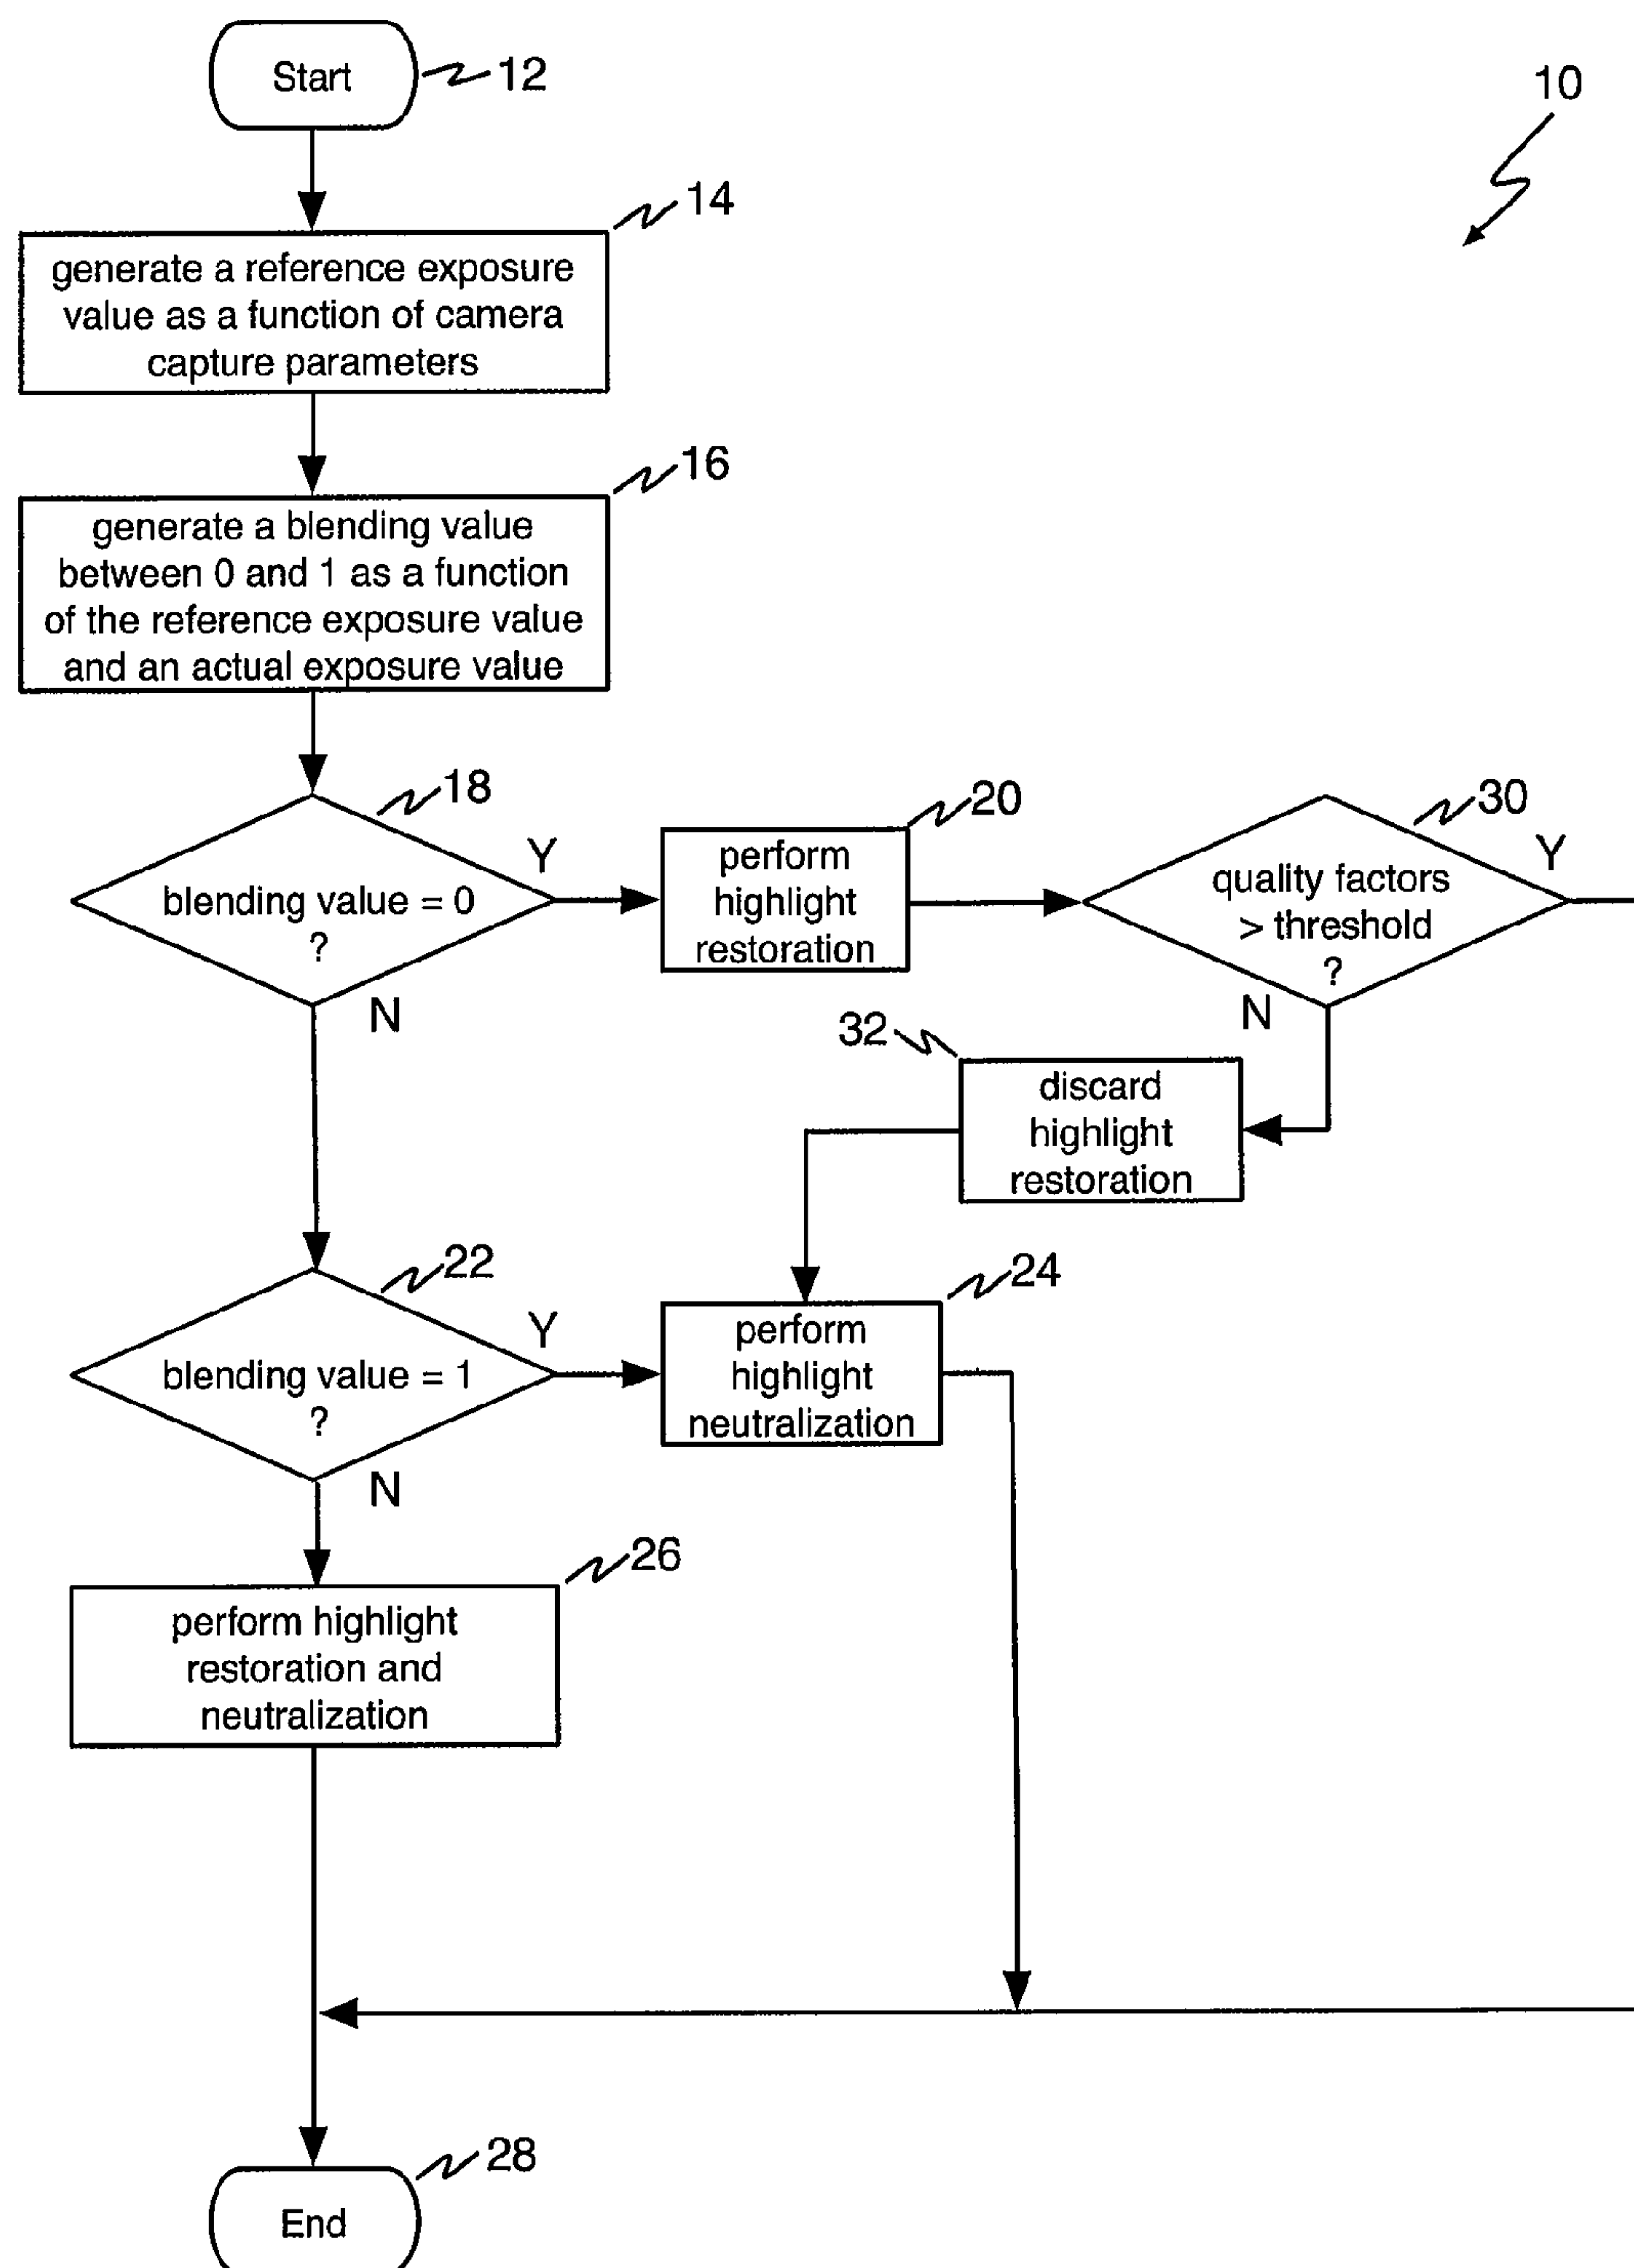 Start
12
10
14
generate a reference exposure
value as a function of camera
capture parameters
16
generate a blending value
between 0 and 1 as a function
of the reference exposure value
and an actual exposure value
18
blending value = 0
?
Y
N
20
perform
highlight
restoration
30
quality factors
> threshold
?
Y
N
32
discard
highlight
restoration
22
blending value = 1
?
Y
N
24
perform
highlight
neutralization
26
perform highlight
restoration and
neutralization
28
End